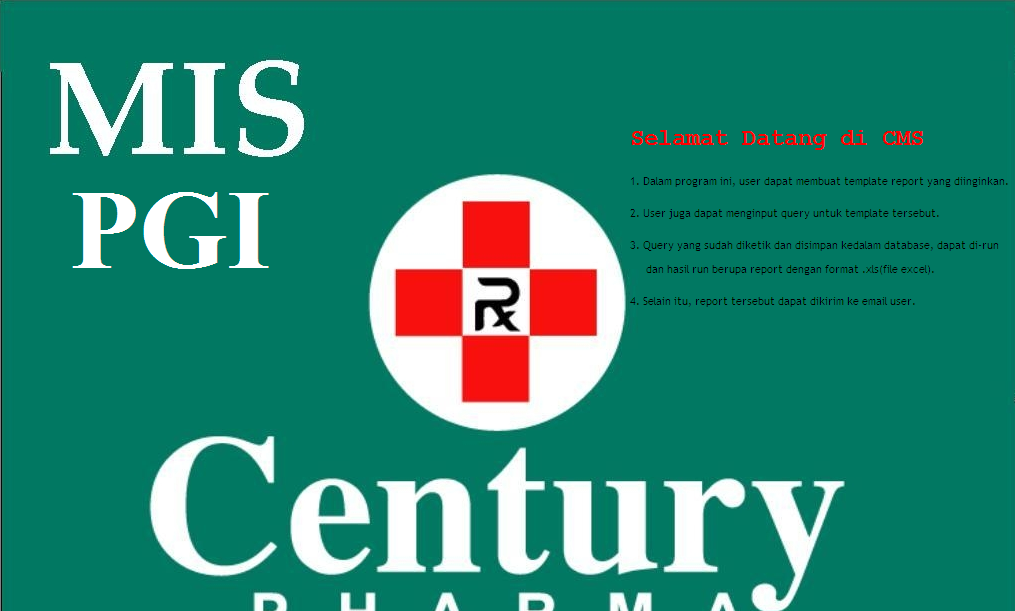 MIS
PGI
Selamat Datang di CMS
1. Dalam program ini, user dapat membuat template report yang diinginkan.
2. User juga dapat menginput query untuk template tersebut.
3. Query yang sudah diketik dan disimpan kedalam database, dapat di-run
dan hasil run berupa report dengan format .xls(file excel).
4. Selain itu, report tersebut dapat dikirim ke email user.
Rx
Century
PHARMA